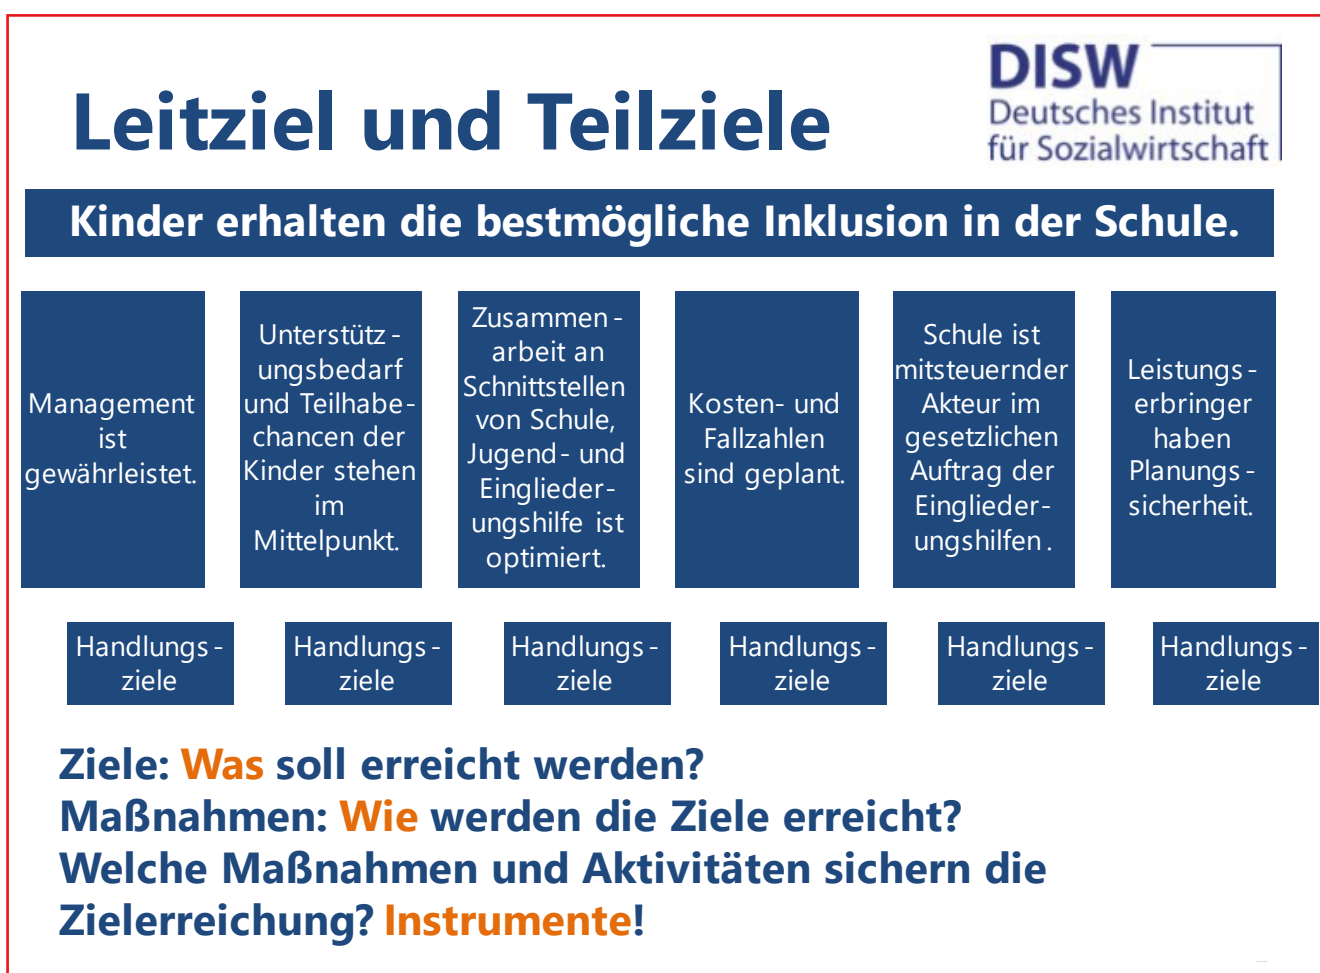 Leitziel und Teilziele
DISW
Deutsches Institut
für Sozialwirtschaft
Kinder erhalten die bestmögliche Inklusion in der Schule.
Management
ist
gewährleistet.
Unterstütz-
ungsbedarf
und Teilhabe-
chancen der
Kinder stehen
im
Mittelpunkt.
Zusammen-
arbeit an
Schnittstellen
von Schule,
Jugend- und
Einglieder-
ungshilfe ist
optimiert.
Kosten- und
Fallzahlen
sind geplant.
Schule ist
mitsteuernder
Akteur im
gesetzlichen
Auftrag der
Einglieder-
ungshilfen.
Leistungs-
erbringer
haben
Planungs-
sicherheit.
Handlungs-
ziele
Handlungs-
ziele
Handlungs-
ziele
Handlungs-
ziele
Handlungs-
ziele
Handlungs-
ziele
Ziele: Was soll erreicht werden?
Maßnahmen: Wie werden die Ziele erreicht?
Welche Maßnahmen und Aktivitäten sichern die
Zielerreichung? Instrumente!